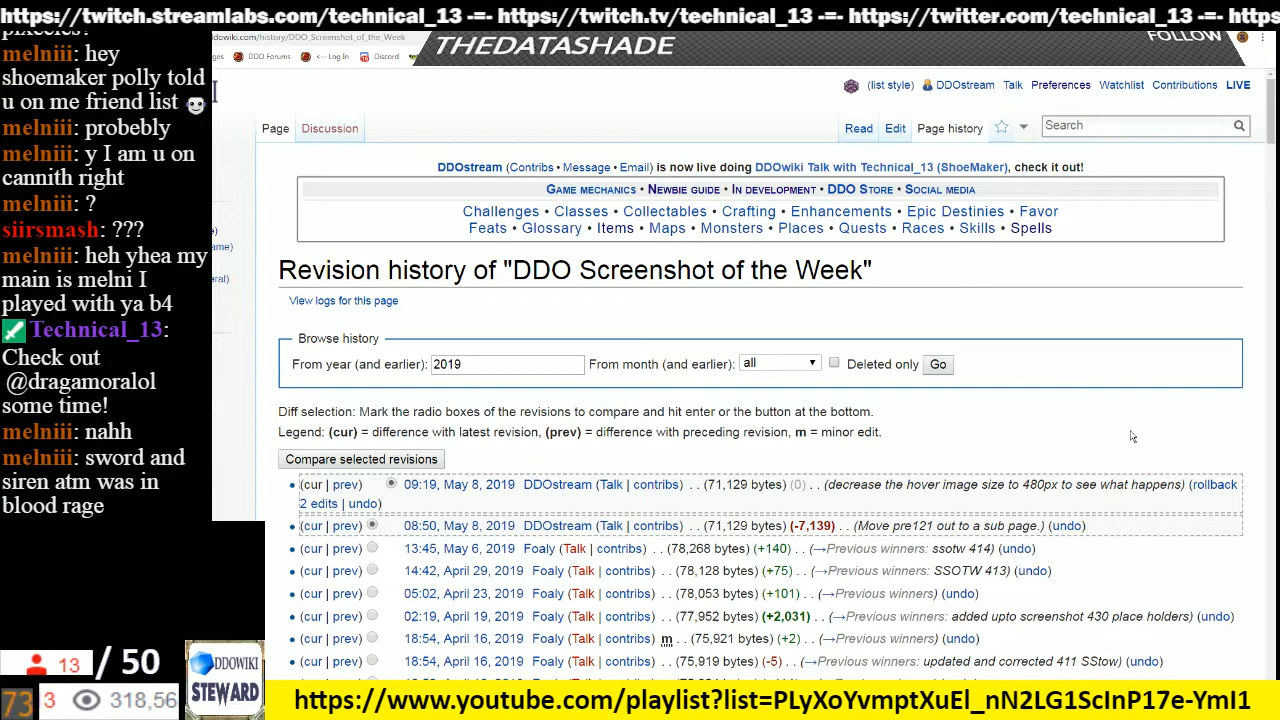 https://twitch.streamlabs.com/technical_13 -=- https://twitch.tv/technical_13 -=- https://twitter.com/technical_13 -=- https
melniii: hey
shoemaker polly told
u on me friend list
melniii: probebly
melniii: y I am u on
cannith right
melniii: ?
siirsmash: ???
melniii: heh yhea my
main is melni I
played with ya b4
Technical_13:
Check out
@dragamoralol
some time!
melniii: nahh
melniii: sword and
siren atm was in
blood rage
13 / 50
73 3 318,56
DDOWIKI
STEWARD
dowiki.com/history/DDO_Screenshot_of_the_Week
THEDATASHADE
FOLLOW
ges DDO Forums <-- Log In Discord
(list style) DDOstream Talk Preferences Watchlist Contributions LIVE
Page Discussion Read Edit Page history Search
DDOstream (Contribs • Message • Email) is now live doing DDOwiki Talk with Technical_13 (ShoeMaker), check it out!
Game mechanics • Newbie guide • In development • DDO Store • Social media
Challenges • Classes • Collectables • Crafting • Enhancements • Epic Destinies • Favor
Feats • Glossary • Items • Maps • Monsters • Places • Quests • Races • Skills • Spells
Revision history of "DDO Screenshot of the Week"
View logs for this page
Browse history
From year (and earlier): 2019 From month (and earlier): all Deleted only Go
Diff selection: Mark the radio boxes of the revisions to compare and hit enter or the button at the bottom.
Legend: (cur) = difference with latest revision, (prev) = difference with preceding revision, m = minor edit.
Compare selected revisions
(cur | prev) 09:19, May 8, 2019 DDOstream (Talk | contribs) . . (71,129 bytes) (0) . . (decrease the hover image size to 480px to see what happens) (rollback
2 edits | undo)
(cur | prev) 08:50, May 8, 2019 DDOstream (Talk | contribs) . . (71,129 bytes) (-7,139) . . (Move pre121 out to a sub page.) (undo)
(cur | prev) 13:45, May 6, 2019 Foaly (Talk | contribs) . . (78,268 bytes) (+140) . . (→Previous winners: ssotw 414) (undo)
(cur | prev) 14:42, April 29, 2019 Foaly (Talk | contribs) . . (78,128 bytes) (+75) . . (→Previous winners: SSOTW 413) (undo)
(cur | prev) 05:02, April 23, 2019 Foaly (Talk | contribs) . . (78,053 bytes) (+101) . . (→Previous winners) (undo)
(cur | prev) 02:19, April 19, 2019 Foaly (Talk | contribs) . . (77,952 bytes) (+2,031) . . (→Previous winners: added upto screenshot 430 place holders) (undo)
(cur | prev) 18:54, April 16, 2019 Foaly (Talk | contribs) m . . (75,921 bytes) (+2) . . (→Previous winners) (undo)
(cur | prev) 18:54, April 16, 2019 Foaly (Talk | contribs) . . (75,919 bytes) (-5) . . (→Previous winners: updated and corrected 411 SStow) (undo)
https://www.youtube.com/playlist?list=PLyXoYvmptXuEl_nN2LG1ScInP17e-YmI1